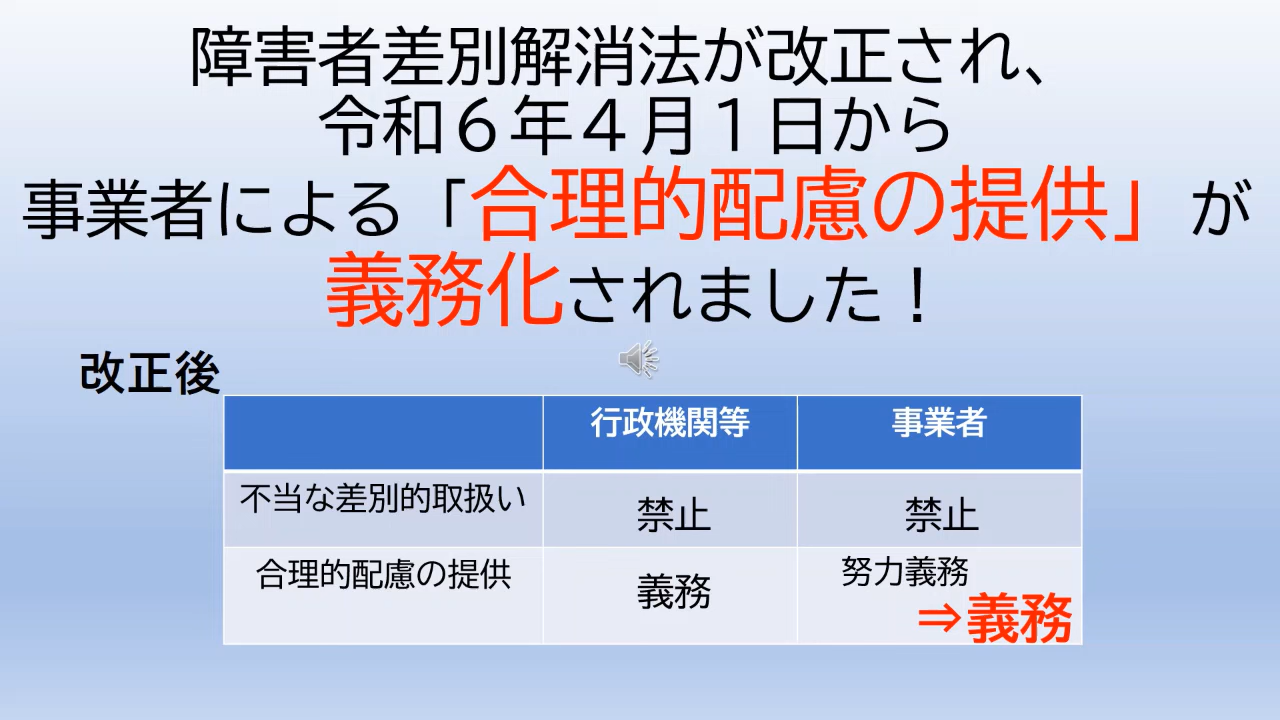 障害者差別解消法が改正され、
令和６年４月１日から
事業者による「合理的配慮の提供」が
義務化されました！
改正後
行政機関等 事業者
不当な差別的取扱い 禁止 禁止
合理的配慮の提供 義務 努力義務
⇒義務